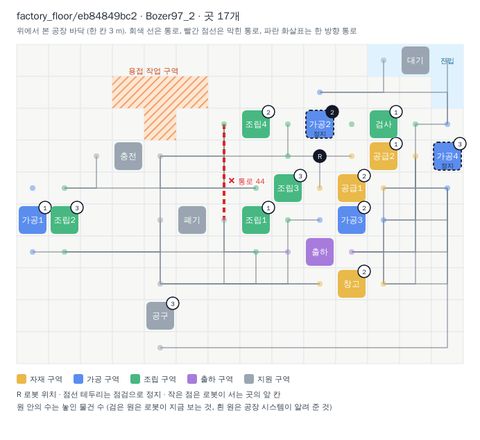 factory_floor/eb84849bc2 · Bozer97_2 · 곳 17개
위에서 본 공장 바닥 (한 칸 3 m). 회색 선은 통로, 빨간 점선은 막힌 통로, 파란 화살표는 한 방향 통로
대기
진입
용접 작업 구역
2
조립4
2
가공2
정지
1
검사
충전
R
1
공급2
3
가공4
정지
통로 44
3
조립3
2
공급1
1
가공1
3
조립2
폐기
1
조립1
2
가공3
출하
2
창고
3
공구
자재 구역
가공 구역
조립 구역
출하 구역
지원 구역
R 로봇 위치 · 점선 테두리는 점검으로 정지 · 작은 점은 로봇이 서는 곳의 앞 칸
원 안의 수는 놓인 물건 수 (검은 원은 로봇이 지금 보는 것, 흰 원은 공장 시스템이 알려 준 것)